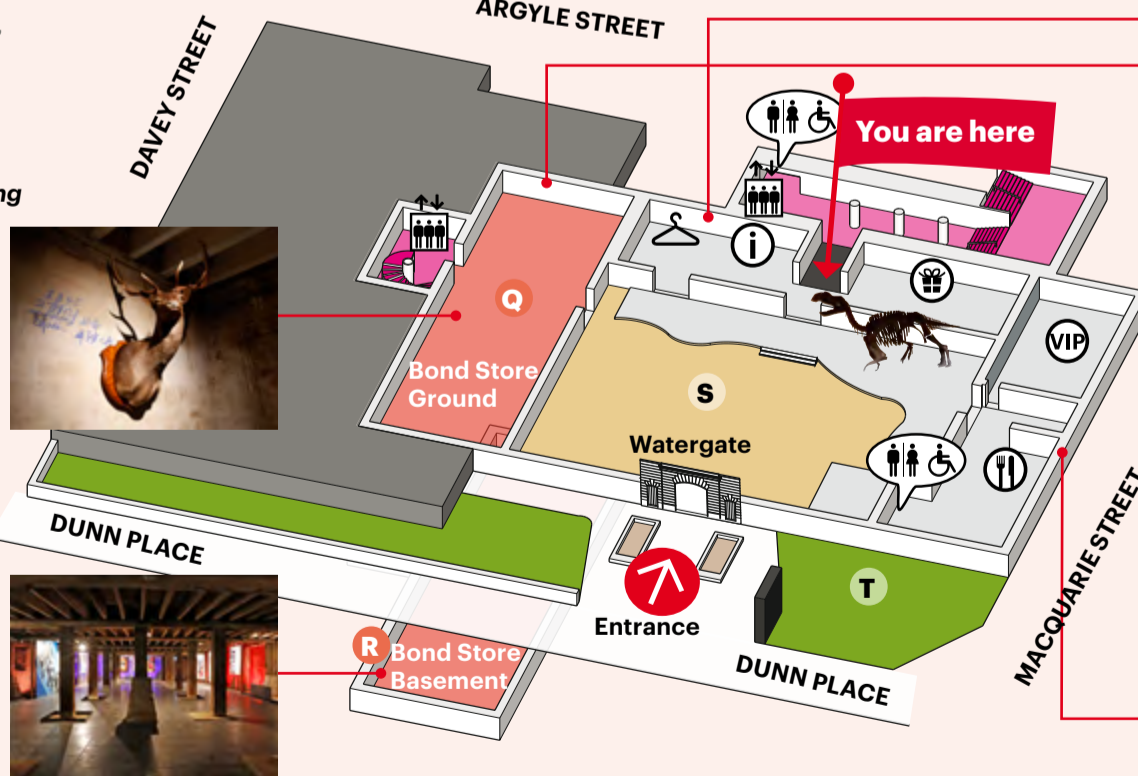 ARGYLE STREET
DAVEY STREET
You are here
ng
i
Q
VIP
Bond Store
Ground
S
Watergate
DUNN PLACE
T
Entrance
MACQUARIE STREET
R
Bond Store
Basement
DUNN PLACE